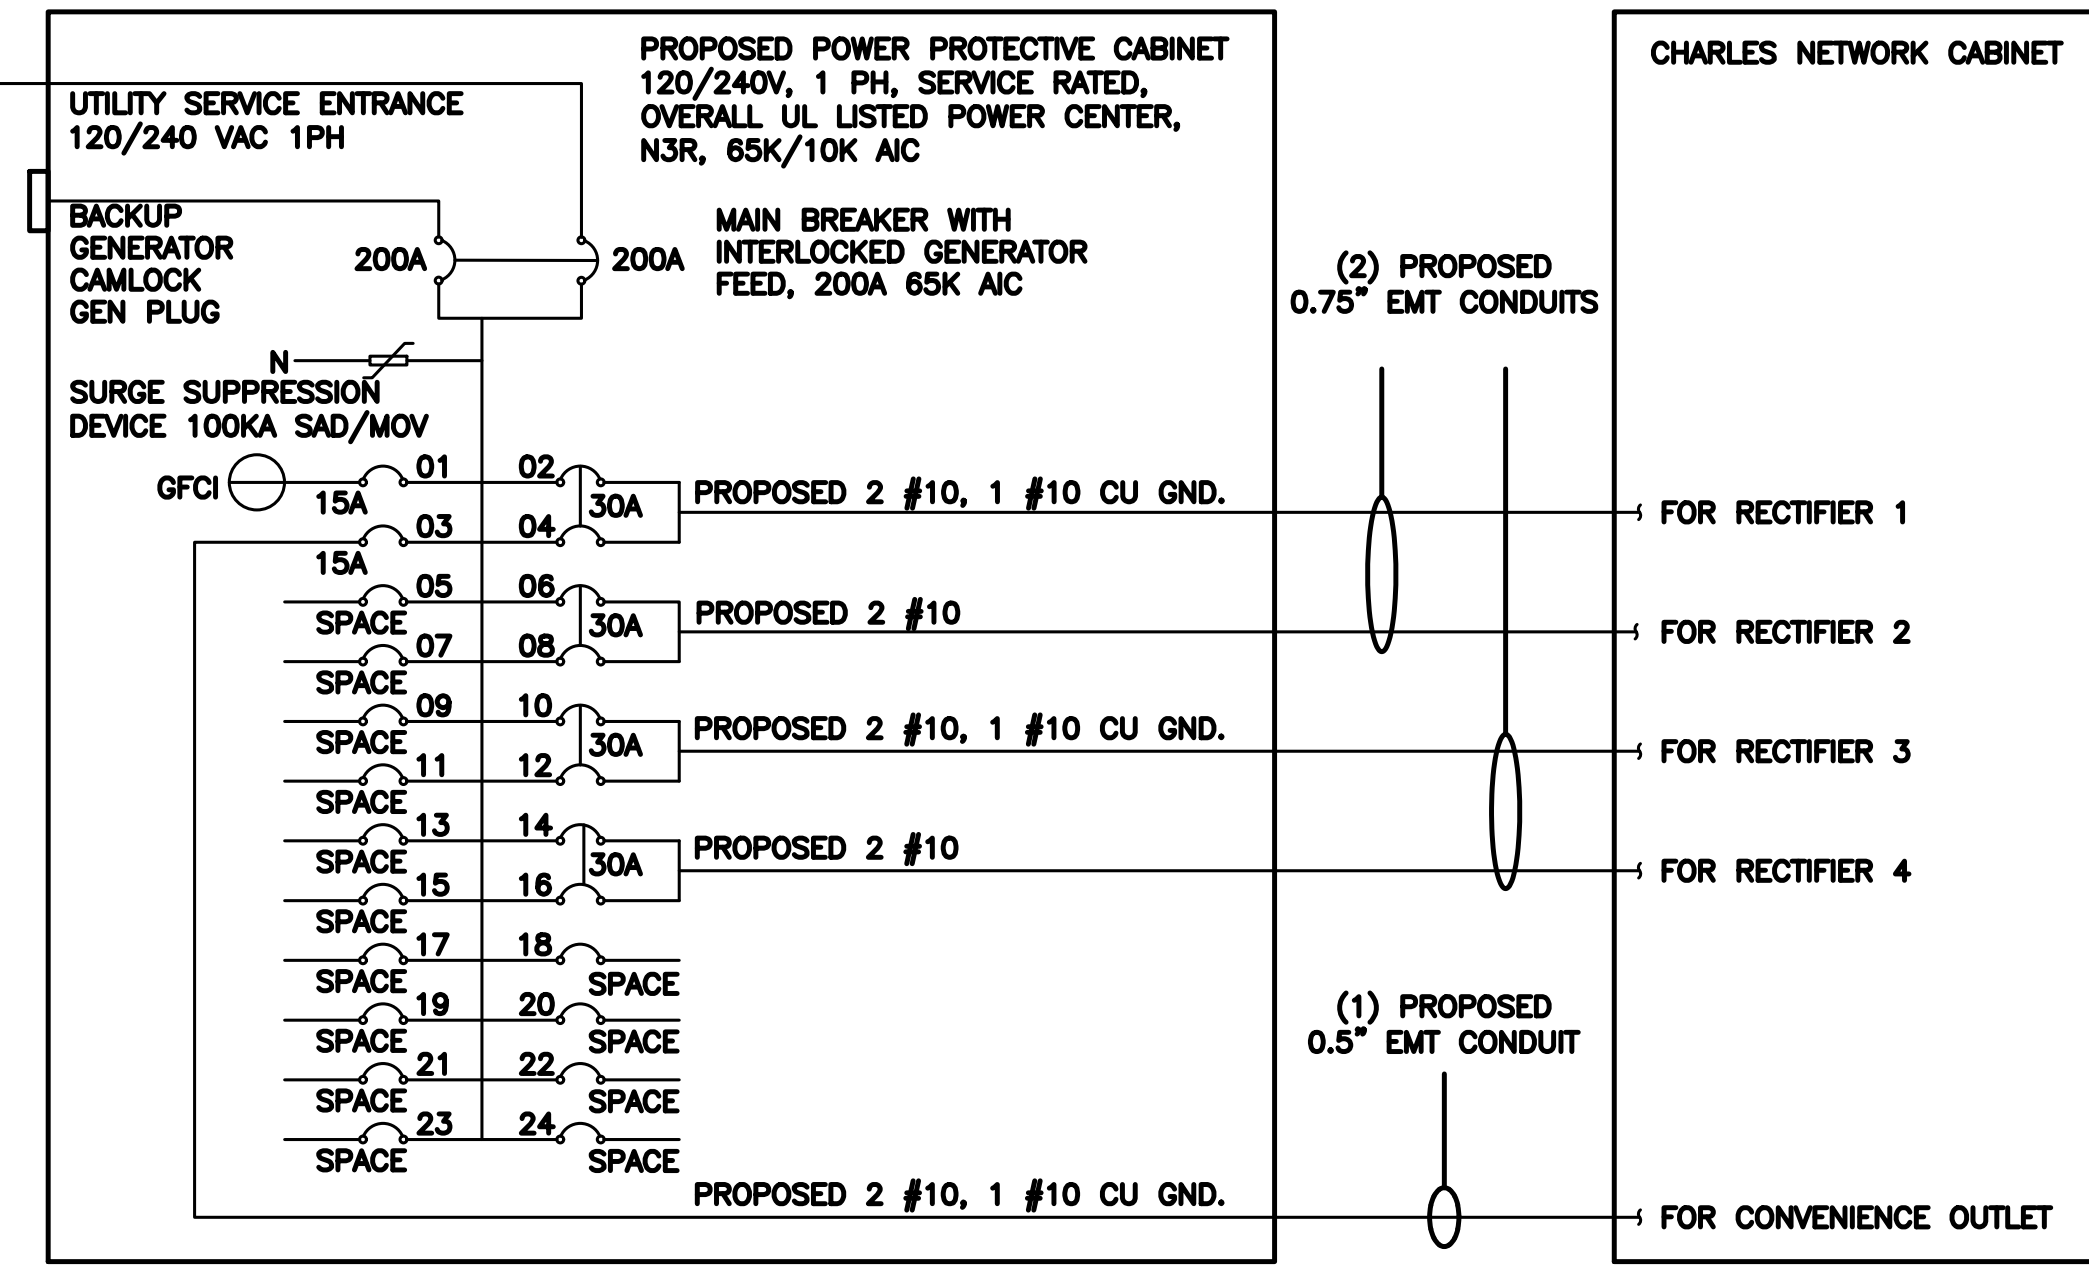 PROPOSED POWER PROTECTIVE CABINET
120/240V, 1 PH, SERVICE RATED,
OVERALL UL LISTED POWER CENTER,
N3R, 65K/10K AIC
CHARLES NETWORK CABINET
UTILITY SERVICE ENTRANCE
120/240 VAC 1PH
BACKUP
GENERATOR
CAMLOCK
GEN PLUG
200A
200A
MAIN BREAKER WITH
INTERLOCKED GENERATOR
FEED, 200A 65K AIC
(2) PROPOSED
0.75" EMT CONDUITS
N
SURGE SUPPRESSION
DEVICE 100KA SAD/MOV
GFCI
15A
01
02
30A
PROPOSED 2 #10, 1 #10 CU GND.
FOR RECTIFIER 1
03
04
15A
05
06
SPACE
30A
PROPOSED 2 #10
FOR RECTIFIER 2
07
08
SPACE
09
10
SPACE
30A
PROPOSED 2 #10, 1 #10 CU GND.
FOR RECTIFIER 3
11
12
SPACE
13
14
SPACE
30A
PROPOSED 2 #10
FOR RECTIFIER 4
15
16
SPACE
17
18
SPACE
SPACE
19
20
SPACE
SPACE
21
22
SPACE
SPACE
23
24
SPACE
SPACE
(1) PROPOSED
0.5" EMT CONDUIT
PROPOSED 2 #10, 1 #10 CU GND.
FOR CONVENIENCE OUTLET